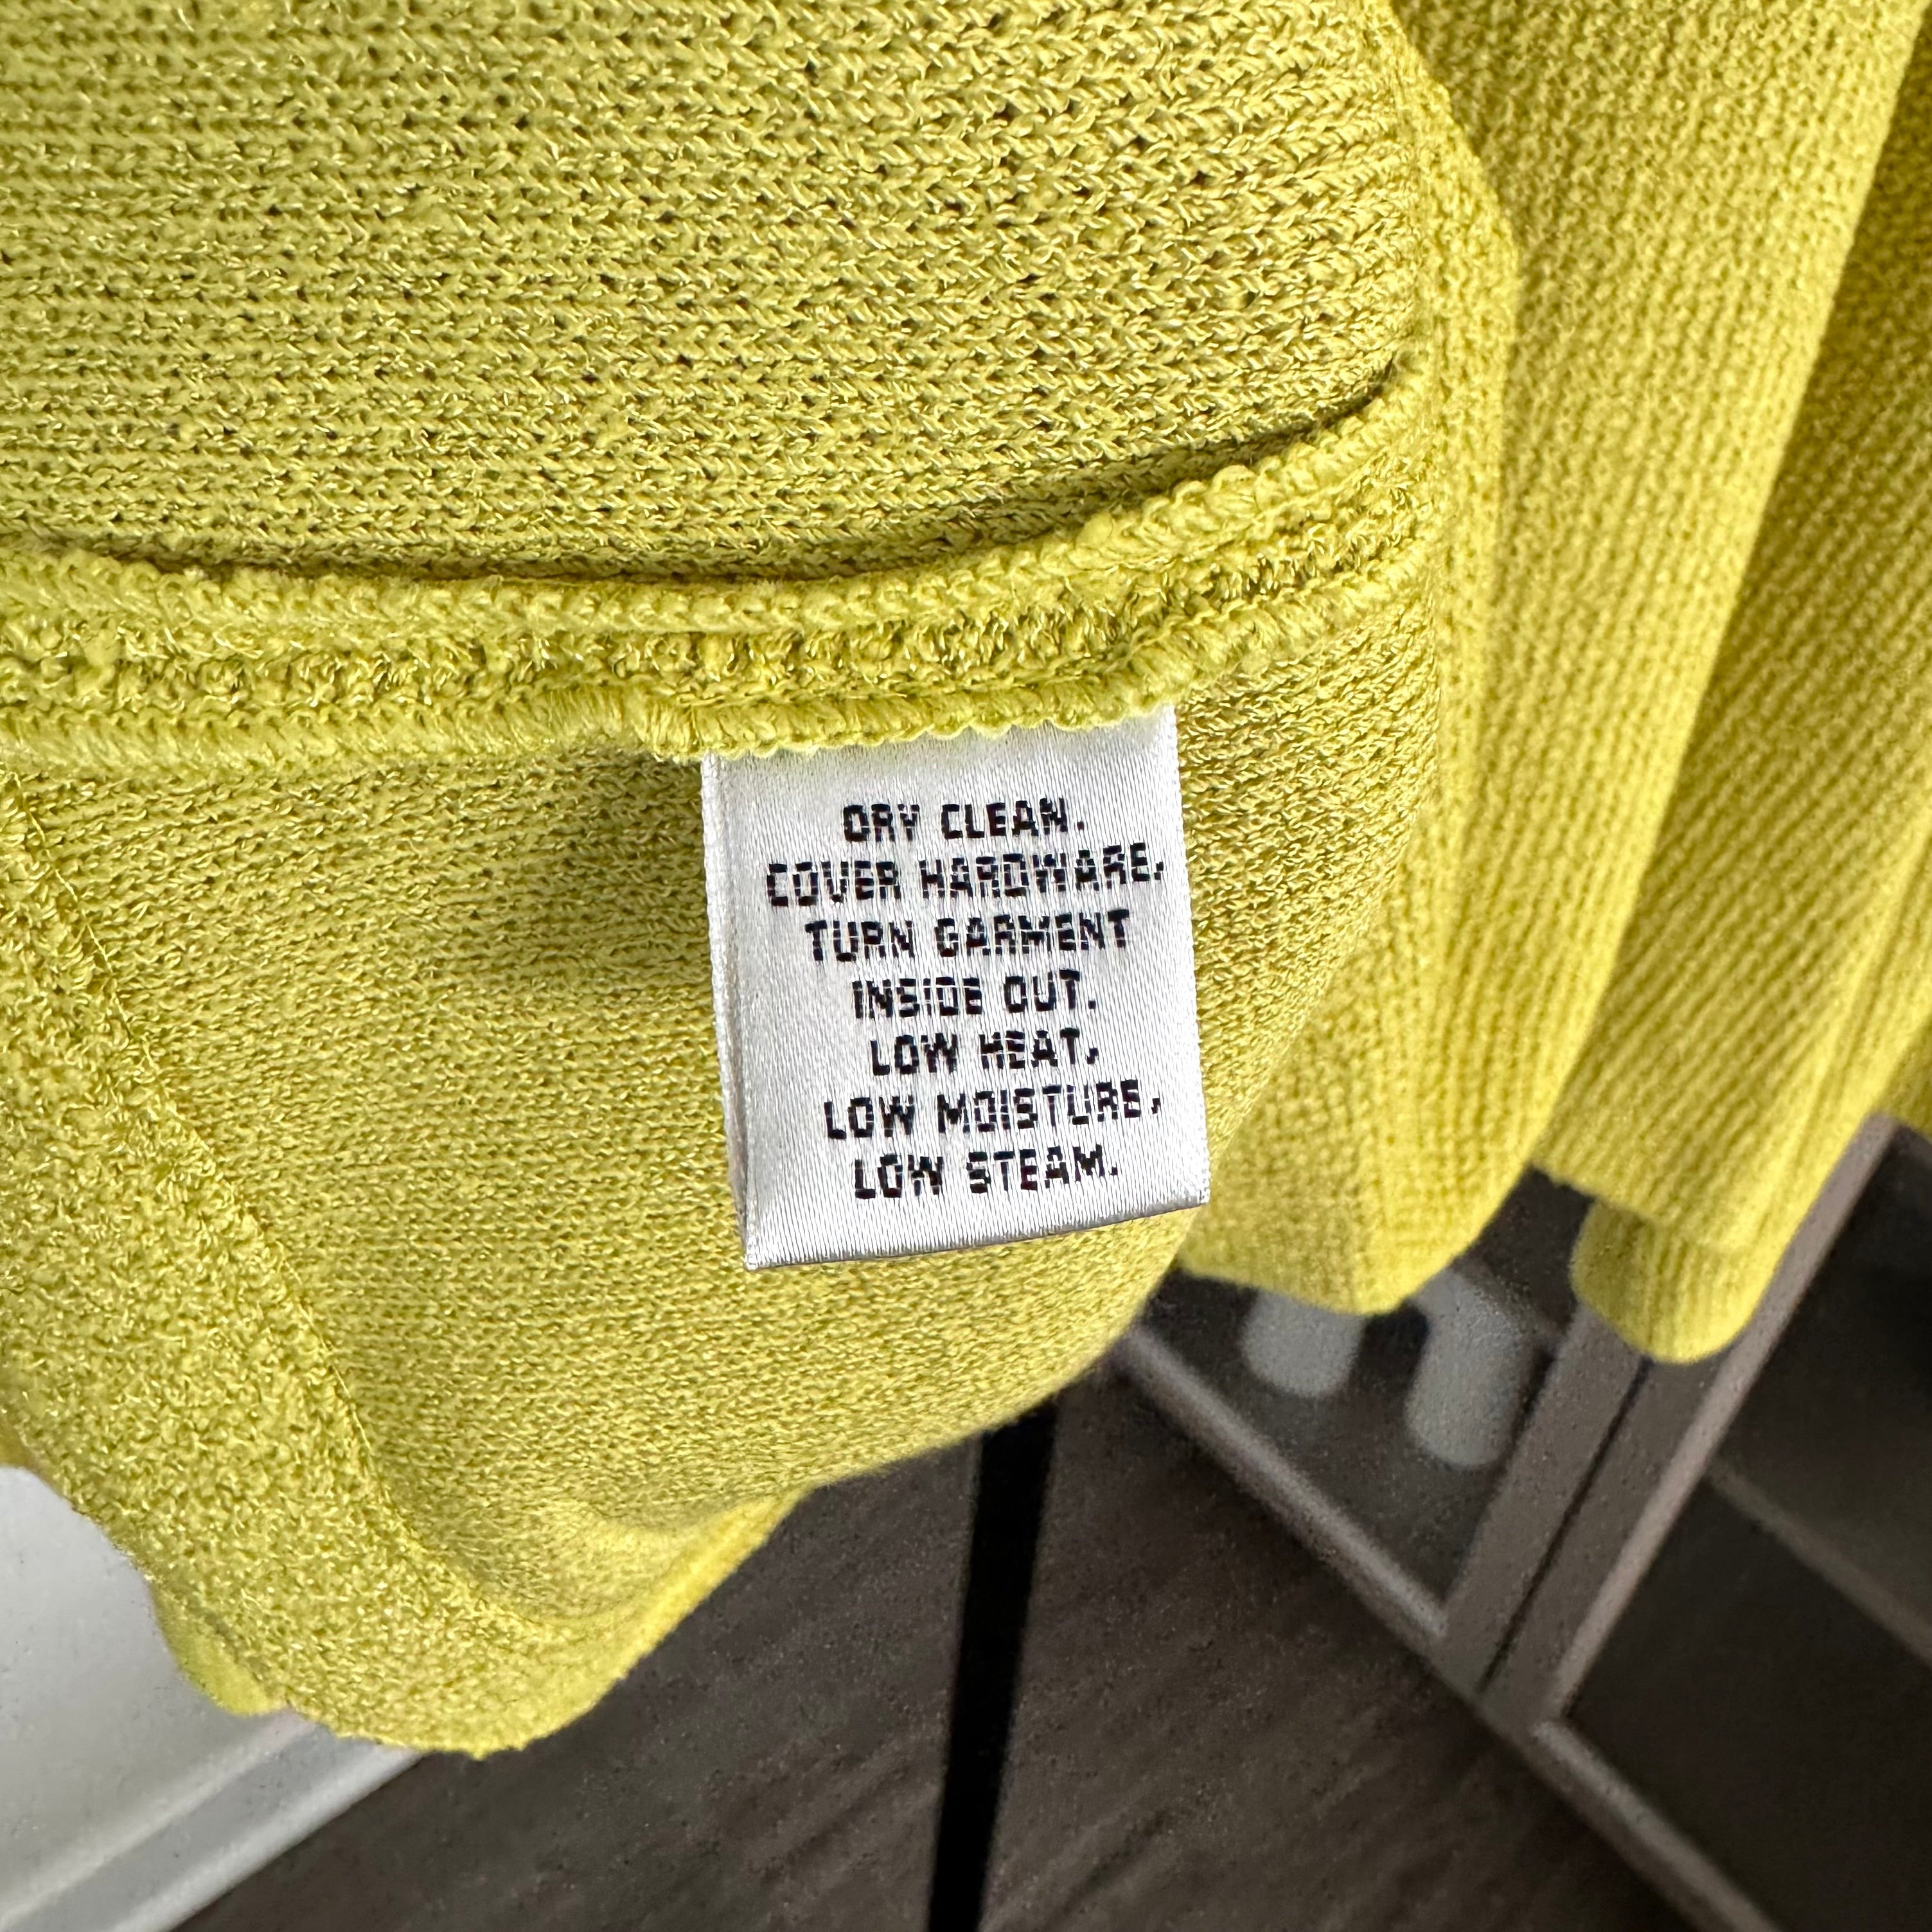 DRY CLEAN.
COVER HARDWARE,
TURN GARMENT
INSIDE OUT.
LOW HEAT,
LOW MOISTURE,
LOW STEAM.